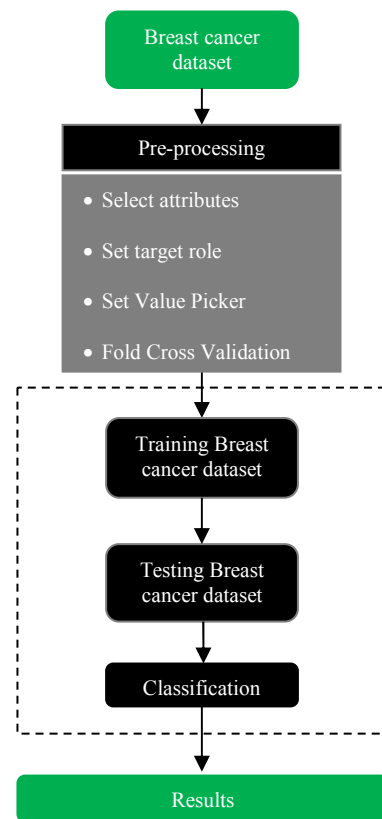 Breast cancer
dataset
Pre-processing
• Select attributes
• Set target role
• Set Value Picker
• Fold Cross Validation
Training Breast
cancer dataset
Testing Breast
cancer dataset
Classification
Results